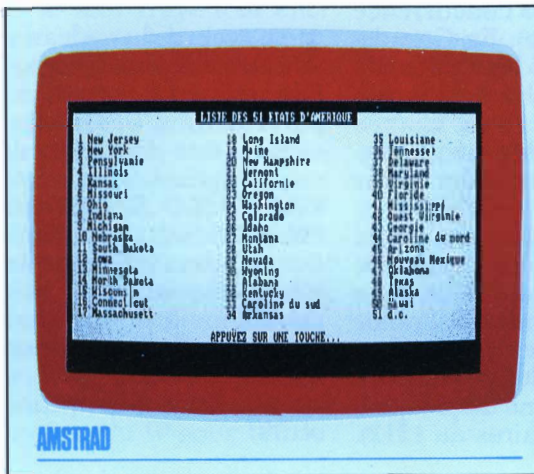 LISTE DES 51 ETATS D'AMERIQUE
1 New Jersey
2 New York
3 Pensylvanie
4 Illinois
5 Kansas
6 Missouri
7 Ohio
8 Indiana
9 Michigan
10 Nebraska
11 South Dakota
12 Iowa
13 Minnesota
14 North Dakota
15 Wisconsin
16 Connecticut
17 Massachusett
18 Long Island
19 Maine
20 New Hampshire
21 Vermont
22 Californie
23 Oregon
24 Washington
25 Colorado
26 Idaho
27 Montana
28 Utah
29 Nevada
30 Wyoming
31 Alabama
32 Kentucky
33 Caroline du sud
34 Arkansas
35 Louisiane
36 Tennessee
37 Delaware
38 Maryland
39 Virginie
40 Floride
41 Mississippi
42 Ouest Virginie
43 Georgie
44 Caroline du nord
45 Arizona
46 Nouveau Mexique
47 Oklahoma
48 Texas
49 Alaska
50 Hawai
51 d.c.
APPUYEZ SUR UNE TOUCHE...
AMSTRAD